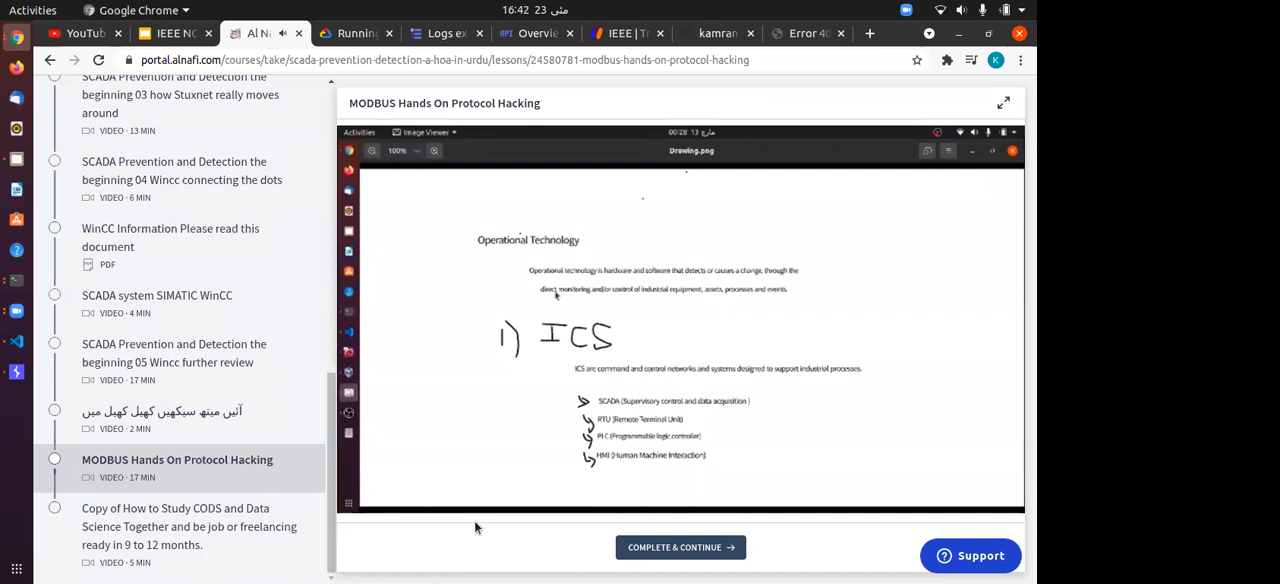 Activities
Google Chrome
16:42 23 مئی
YouTub
IEEE NC
Al Na
Running
Logs ex
API Overvie
IEEE | T
kamran
Error 40
portal.alnafi.com/courses/take/scada-prevention-detection-a-hoa-in-urdu/lessons/24580781-modbus-hands-on-protocol-hacking
K
SCADA Prevention and Detection the
beginning 03 how Stuxnet really moves
around
VIDEO · 13 MIN
SCADA Prevention and Detection the
beginning 04 Wincc connecting the dots
VIDEO · 6 MIN
WinCC Information Please read this
document
PDF
SCADA system SIMATIC WinCC
VIDEO · 4 MIN
SCADA Prevention and Detection the
beginning 05 Wincc further review
VIDEO · 17 MIN
آئیں میتھ سیکھیں کھیل کھیل میں
VIDEO · 2 MIN
MODBUS Hands On Protocol Hacking
VIDEO · 17 MIN
Copy of How to Study CODS and Data
Science Together and be job or freelancing
ready in 9 to 12 months.
VIDEO · 5 MIN
MODBUS Hands On Protocol Hacking
Activities
Image Viewer
00:28 13 مارچ
100%
Drawing.png
Operational Technology
Operational technology is hardware and software that detects or causes a change, through the
direct monitoring and/or control of industrial equipment, assets, processes and events.
1) ICS
ICS are command and control networks and systems designed to support industrial processes.
SCADA (Supervisory control and data acquisition )
RTU (Remote Terminal Unit)
PLC (Programmable logic controller)
HMI (Human Machine Interaction)
COMPLETE & CONTINUE →
Support